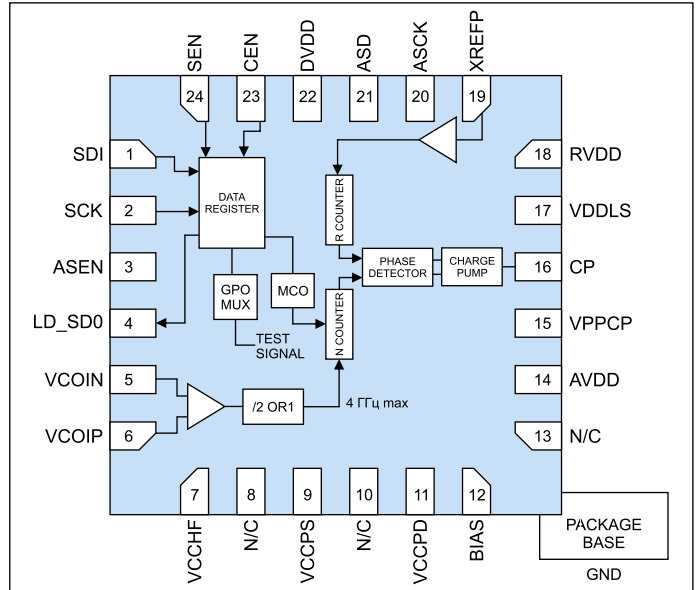 SEN
CEN
DVDD
ASD
ASCK
XREFP
24
23
22
21
20
19
SDI
1
SCK
2
ASEN
3
LD_SD0
4
VCOIN
5
VCOIP
6
DATA
REGISTER
GPO
MUX
MCO
TEST
SIGNAL
R COUNTER
N COUNTER
PHASE
DETECTOR
CHARGE
PUMP
/2 OR1
4 ГГц max
18
RVDD
17
VDDLS
16
CP
15
VPPCP
14
AVDD
13
N/C
7
8
9
10
11
12
VCCHF
N/C
VCCPS
N/C
VCCPD
BIAS
PACKAGE
BASE
GND